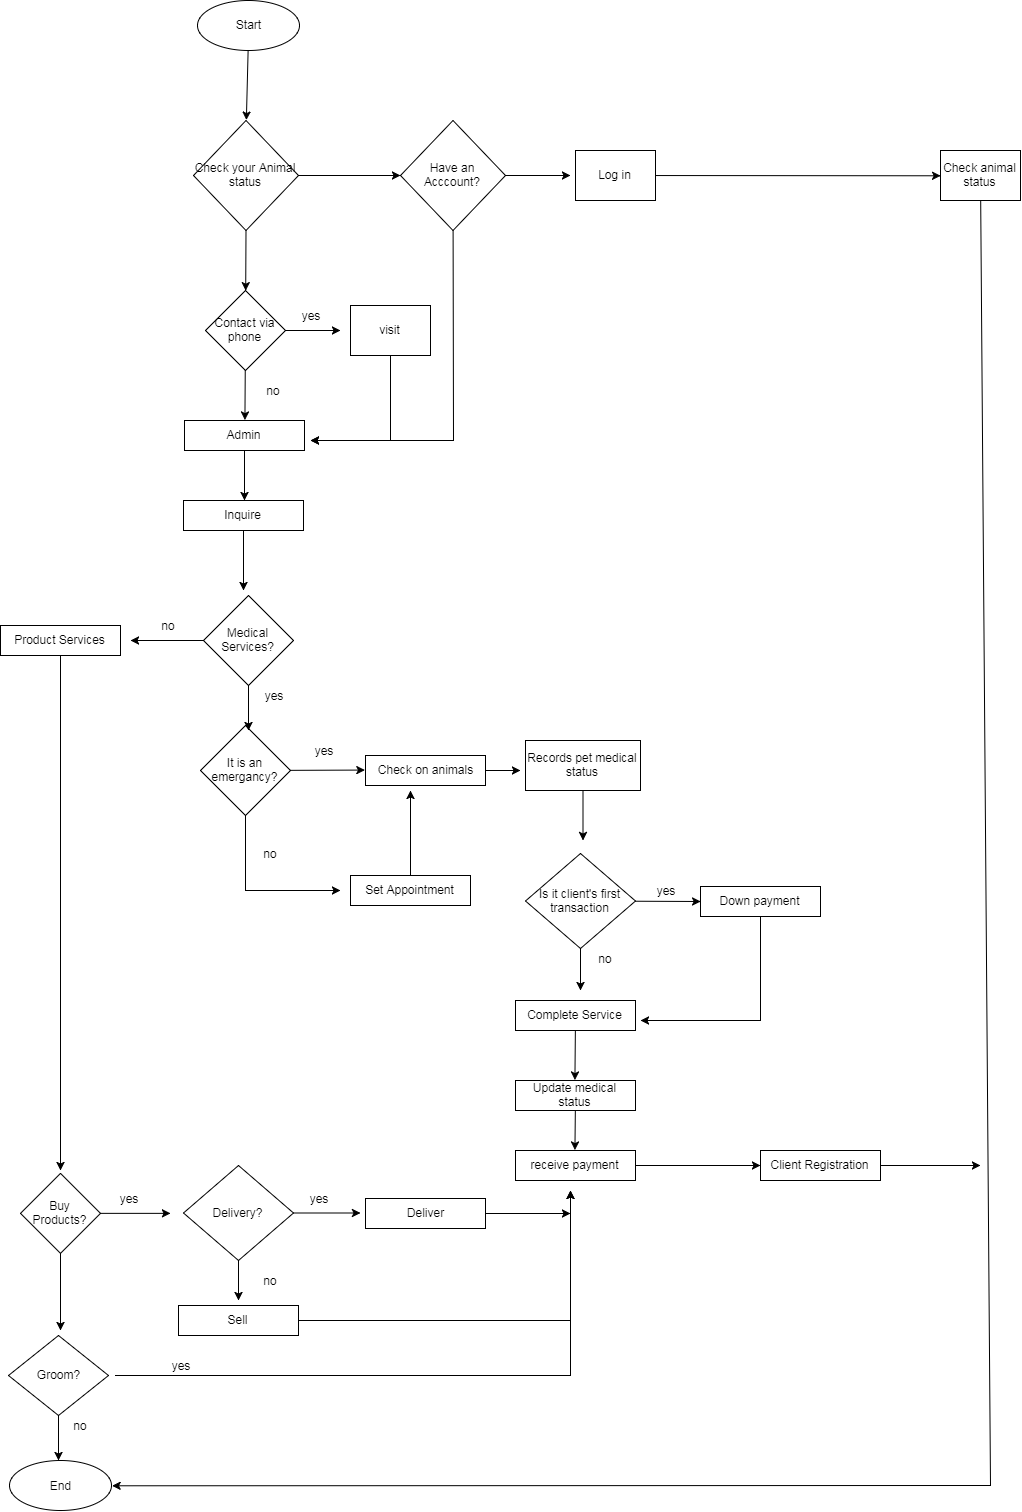 Start
Check your Animal
status
Have an
Acccount?
Log in
Check animal
status
Contact via
phone
yes
visit
no
Admin
Inquire
Product Services
no
Medical
Services?
yes
It is an
emergancy?
yes
Check on animals
Records pet medical
status
no
Set Appointment
Is it client's first
transaction
yes
Down payment
no
Complete Service
Update medical
status
receive payment
Client Registration
Buy
Products?
yes
Delivery?
yes
Deliver
no
Sell
Groom?
yes
no
End